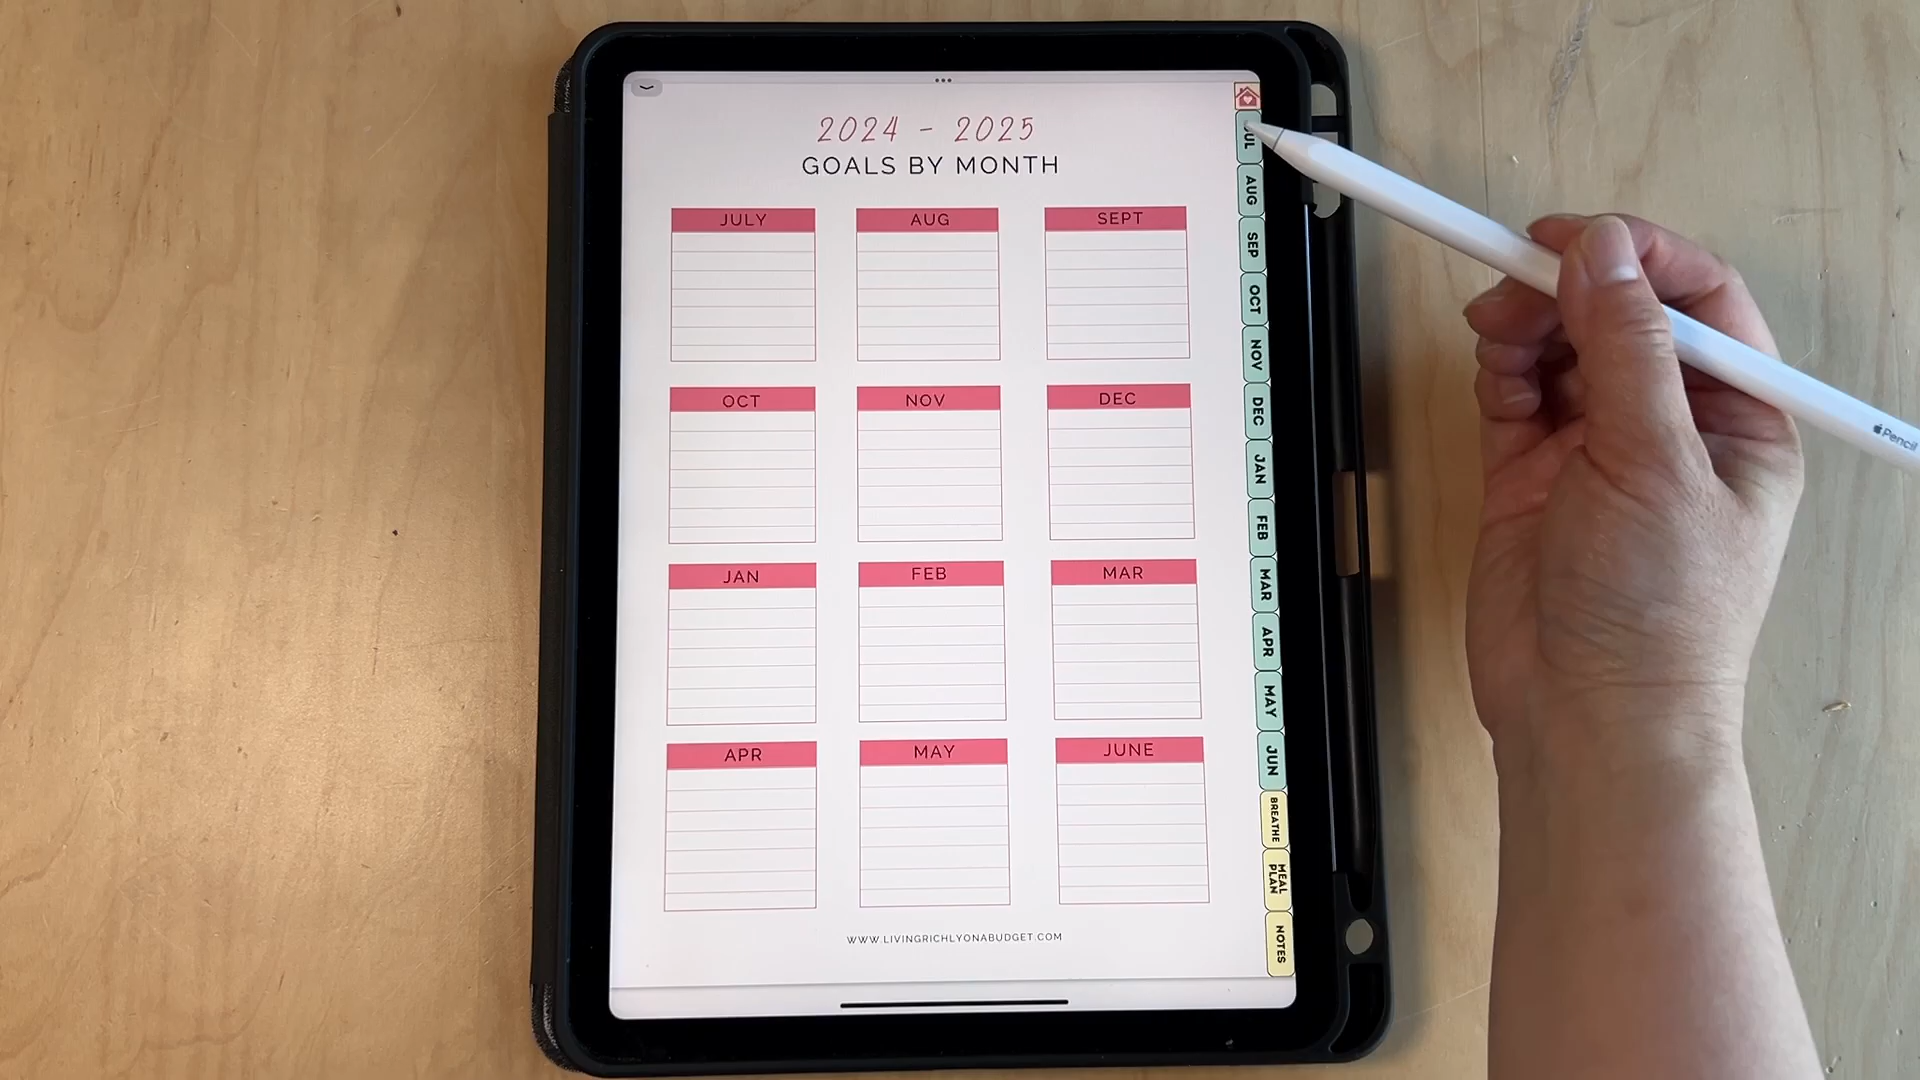 2024 - 2025
GOALS BY MONTH
JULY
AUG
SEPT
OCT
NOV
DEC
JAN
FEB
MAR
APR
MAY
JUNE
WWW.LIVINGRICHLYONABUDGET.COM
JUL
AUG
SEP
OCT
NOV
DEC
JAN
FEB
MAR
APR
MAY
JUN
BREATHE
MEAL
PLAN
NOTES
Pencil